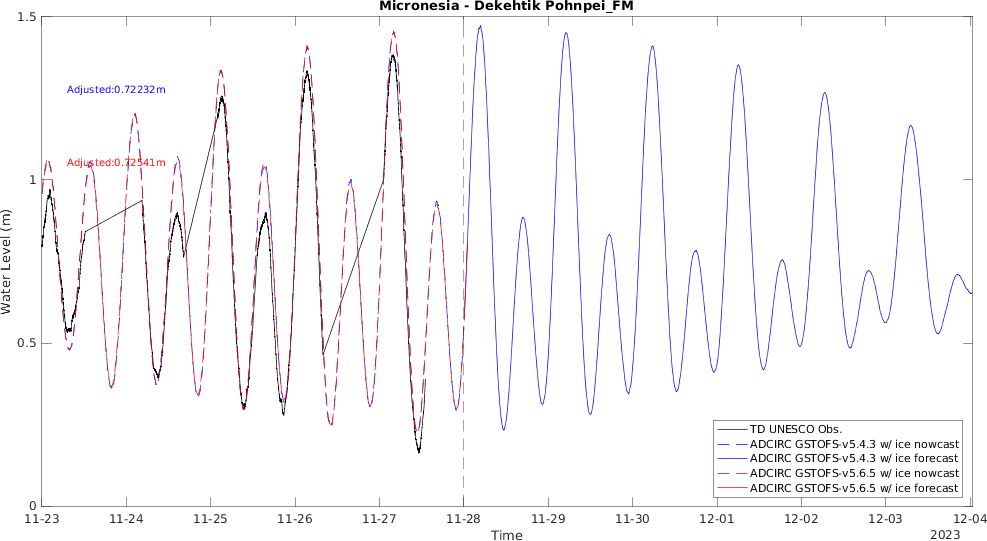 Micronesia - Dekehtik Pohnpei_FM
1.5
Adjusted:0.72232m
Adjusted:0.72541m
1
Water Level (m)
0.5
TD UNESCO Obs.
ADCIRC GSTOFS-v5.4.3 w/ ice nowcast
ADCIRC GSTOFS-v5.4.3 w/ ice forecast
ADCIRC GSTOFS-v5.6.5 w/ ice nowcast
ADCIRC GSTOFS-v5.6.5 w/ ice forecast
0
11-23 11-24 11-25 11-26 11-27 11-28 11-29 11-30 12-01 12-02 12-03 12-04
Time
2023